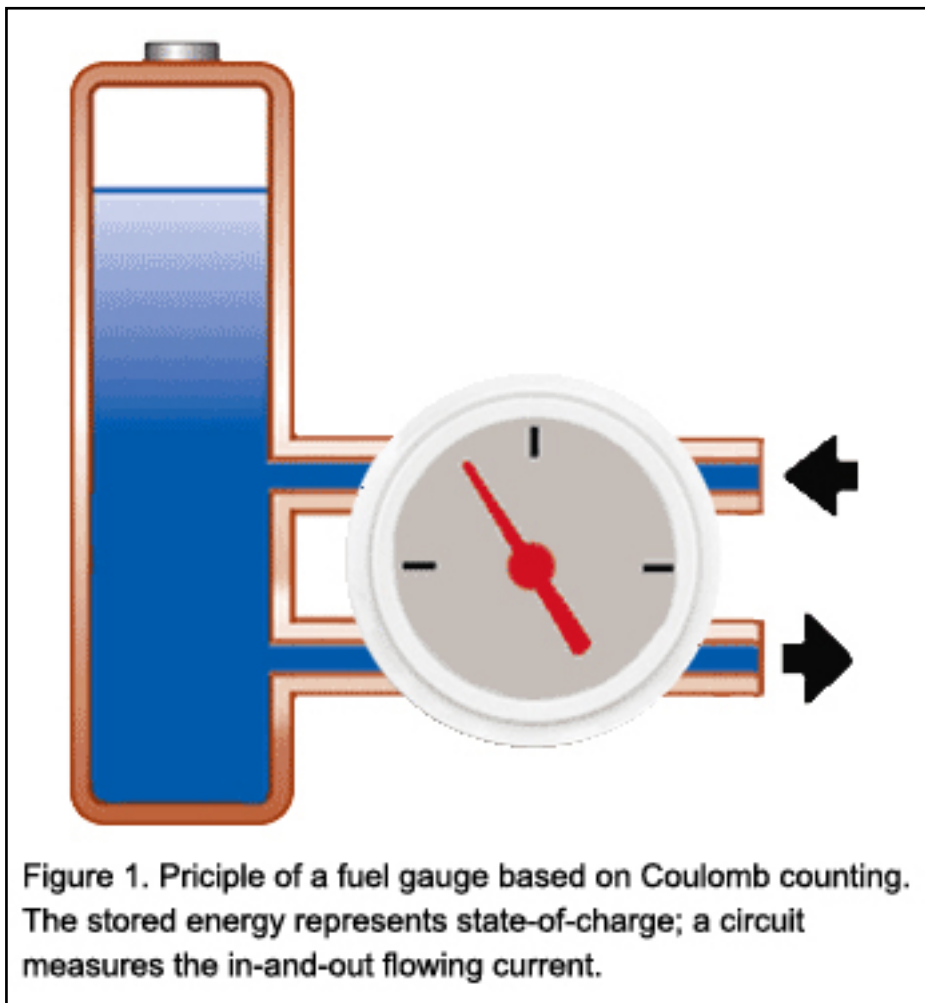 Figure 1. Priciple of a fuel gauge based on Coulomb counting.
The stored energy represents state-of-charge; a circuit
measures the in-and-out flowing current.